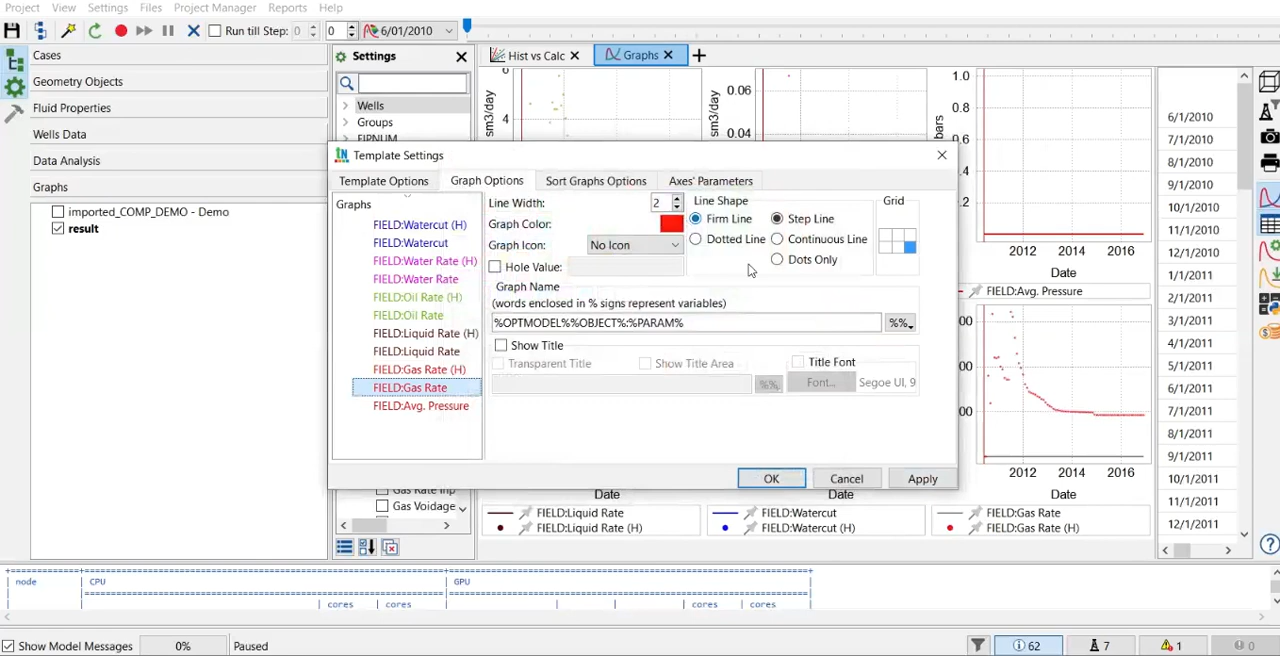 Project View Settings Files Project Manager Reports Help
Run till Step: 0 0 6/01/2010
Cases
Geometry Objects
Fluid Properties
Wells Data
Data Analysis
Graphs
imported_COMP_DEMO - Demo
result
Settings
Wells
Groups
FIPNUM
Hist vs Calc
Graphs
sm3/day
6
4
sm3/day
0.06
0.04
bars
1.0
0.8
0.6
.4
.2
2012 2014 2016
Date
FIELD:Avg. Pressure
6/1/2010
7/1/2010
8/1/2010
9/1/2010
10/1/2010
11/1/2010
12/1/2010
1/1/2011
2/1/2011
3/1/2011
4/1/2011
5/1/2011
6/1/2011
7/1/2011
8/1/2011
9/1/2011
10/1/2011
11/1/2011
12/1/2011
Template Settings
Template Options
Graph Options
Sort Graphs Options
Axes' Parameters
Graphs
FIELD:Watercut (H)
FIELD:Watercut
FIELD:Water Rate (H)
FIELD:Water Rate
FIELD:Oil Rate (H)
FIELD:Oil Rate
FIELD:Liquid Rate (H)
FIELD:Liquid Rate
FIELD:Gas Rate (H)
FIELD:Gas Rate
FIELD:Avg. Pressure
Line Width: 2
Graph Color:
Graph Icon: No Icon
Hole Value:
Line Shape
Firm Line
Step Line
Dotted Line
Continuous Line
Dots Only
Grid
Graph Name
(words enclosed in % signs represent variables)
%OPTMODEL%%OBJECT%:%PARAM%
%%
Show Title
Transparent Title
Show Title Area
Title Font
%%
Font...
Segoe UI, 9
OK
Cancel
Apply
00
00
2012 2014 2016
Gas Rate Inp
Gas Voidage
Date
Date
Date
FIELD:Liquid Rate
FIELD:Liquid Rate (H)
FIELD:Watercut
FIELD:Watercut (H)
FIELD:Gas Rate
FIELD:Gas Rate (H)
node CPU GPU
cores cores cores cores
Show Model Messages
0%
Paused
62
7
1
0